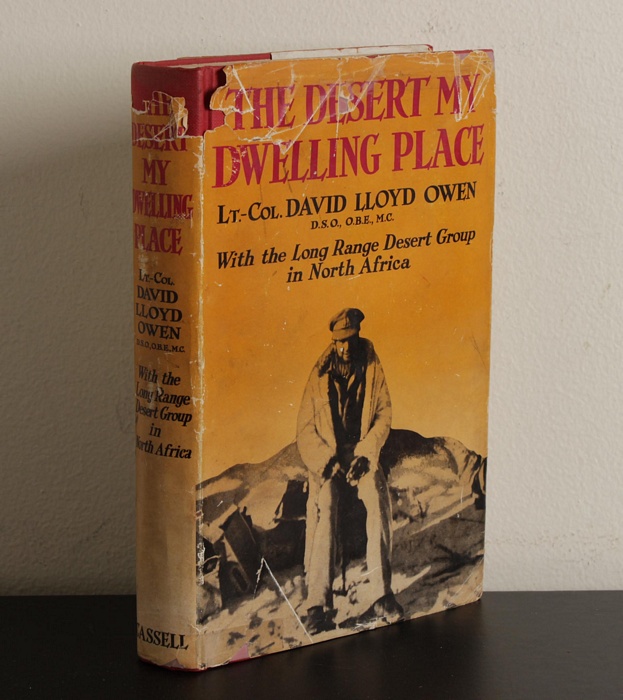 THE DESERT MY
DWELLING PLACE
LT.-COL. DAVID LLOYD OWEN
D.S.O., O.B.E., M.C.
With the Long Range Desert Group
in North Africa
THE
DESERT
MY
DWELLING
PLACE
LT.-COL.
DAVID
LLOYD
OWEN
D.S.O., O.B.E., M.C.
With the
Long Range
Desert Group
in
North Africa
CASSELL